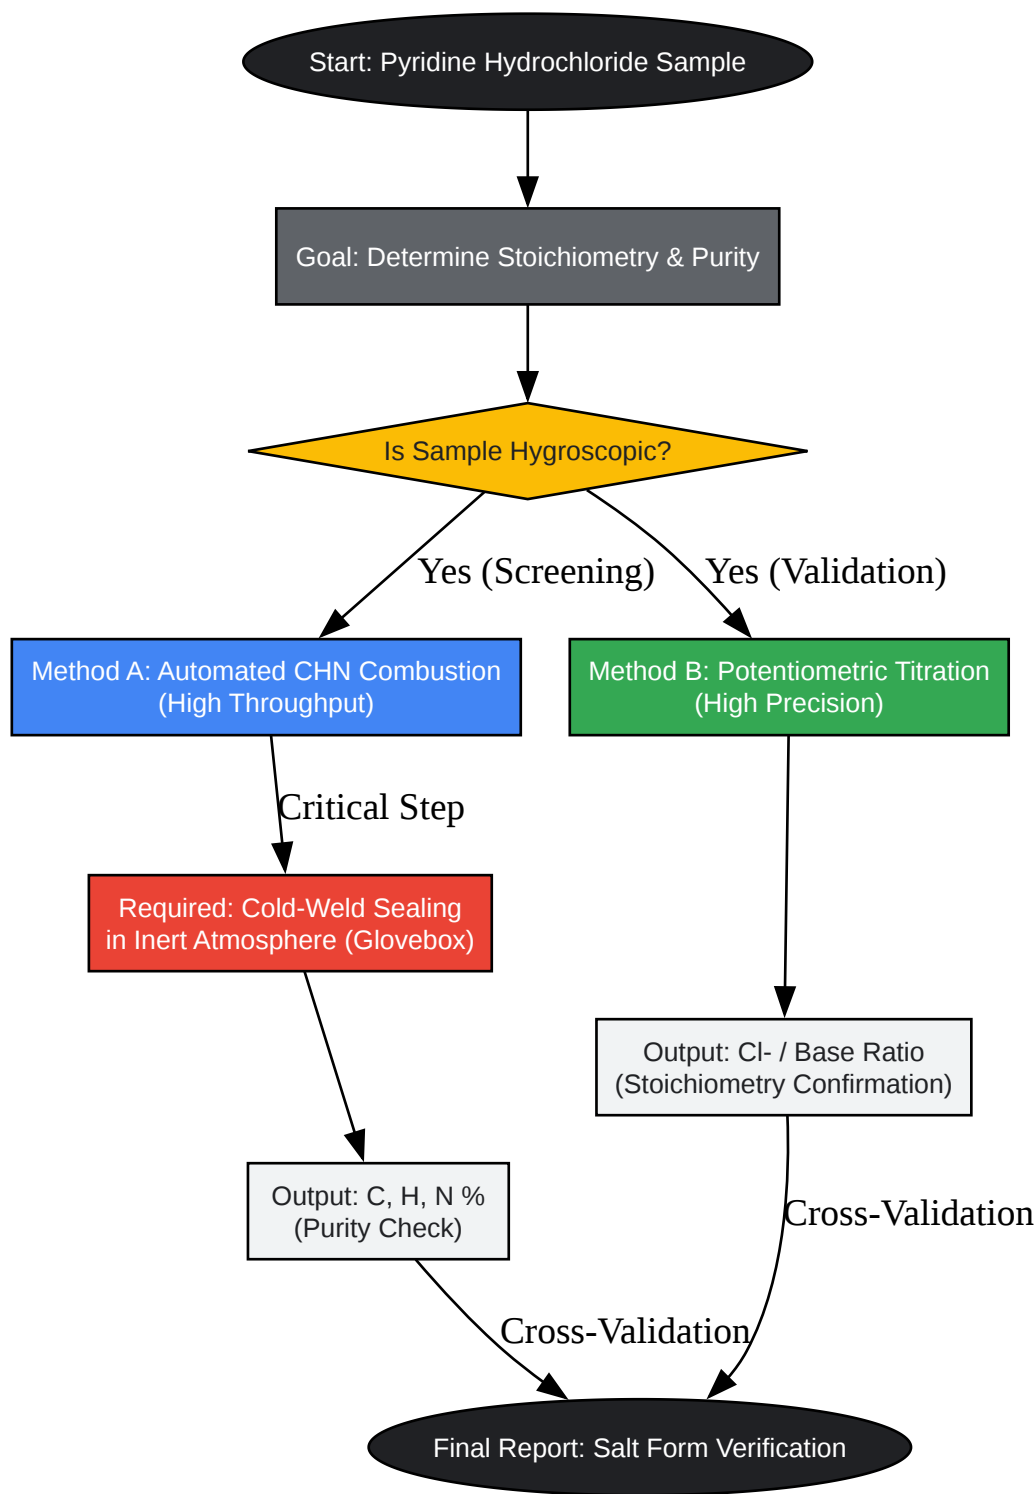 Start: Pyridine Hydrochloride Sample
Goal: Determine Stoichiometry & Purity
Is Sample Hygroscopic?
Yes (Screening)
Yes (Validation)
Method A: Automated CHN Combustion
(High Throughput)
Method B: Potentiometric Titration
(High Precision)
Critical Step
Required: Cold-Weld Sealing
in Inert Atmosphere (Glovebox)
Output: Cl- / Base Ratio
(Stoichiometry Confirmation)
Output: C, H, N %
(Purity Check)
Cross-Validation
Cross-Validation
Final Report: Salt Form Verification